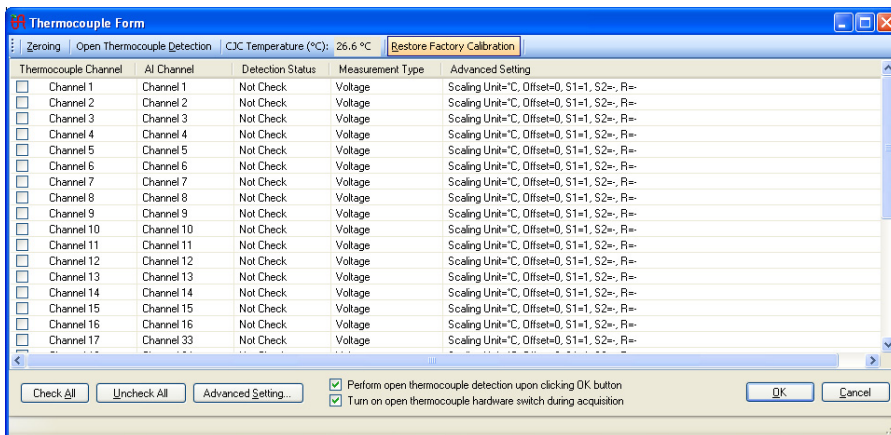 Thermocouple Form
Zeroing Open Thermocouple Detection CJC Temperature (°C): 26.6 °C Restore Factory Calibration
Thermocouple Channel AI Channel Detection Status Measurement Type Advanced Setting
Channel 1 Channel 1 Not Check Voltage Scaling Unit=°C, Offset=0, S1=1, S2=-, R=-
Channel 2 Channel 2 Not Check Voltage Scaling Unit=°C, Offset=0, S1=1, S2=-, R=-
Channel 3 Channel 3 Not Check Voltage Scaling Unit=°C, Offset=0, S1=1, S2=-, R=-
Channel 4 Channel 4 Not Check Voltage Scaling Unit=°C, Offset=0, S1=1, S2=-, R=-
Channel 5 Channel 5 Not Check Voltage Scaling Unit=°C, Offset=0, S1=1, S2=-, R=-
Channel 6 Channel 6 Not Check Voltage Scaling Unit=°C, Offset=0, S1=1, S2=-, R=-
Channel 7 Channel 7 Not Check Voltage Scaling Unit=°C, Offset=0, S1=1, S2=-, R=-
Channel 8 Channel 8 Not Check Voltage Scaling Unit=°C, Offset=0, S1=1, S2=-, R=-
Channel 9 Channel 9 Not Check Voltage Scaling Unit=°C, Offset=0, S1=1, S2=-, R=-
Channel 10 Channel 10 Not Check Voltage Scaling Unit=°C, Offset=0, S1=1, S2=-, R=-
Channel 11 Channel 11 Not Check Voltage Scaling Unit=°C, Offset=0, S1=1, S2=-, R=-
Channel 12 Channel 12 Not Check Voltage Scaling Unit=°C, Offset=0, S1=1, S2=-, R=-
Channel 13 Channel 13 Not Check Voltage Scaling Unit=°C, Offset=0, S1=1, S2=-, R=-
Channel 14 Channel 14 Not Check Voltage Scaling Unit=°C, Offset=0, S1=1, S2=-, R=-
Channel 15 Channel 15 Not Check Voltage Scaling Unit=°C, Offset=0, S1=1, S2=-, R=-
Channel 16 Channel 16 Not Check Voltage Scaling Unit=°C, Offset=0, S1=1, S2=-, R=-
Channel 17 Channel 33 Not Check Voltage Scaling Unit=°C, Offset=0, S1=1, S2=-, R=-
Check All Uncheck All Advanced Setting... Perform open thermocouple detection upon clicking OK button OK Cancel
Turn on open thermocouple hardware switch during acquisition